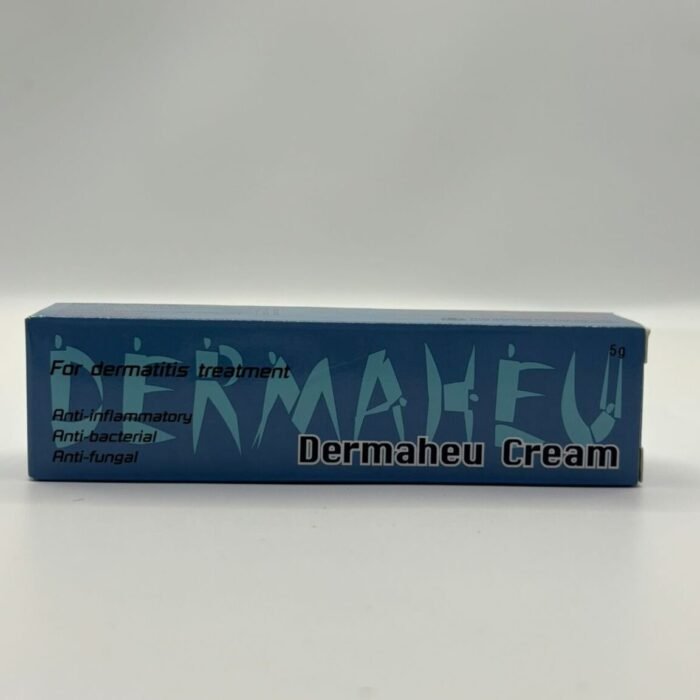 DERMAHEU
5g
For dermatitis treatment
Anti-inflammatory
Anti-bacterial
Anti-fungal
Dermaheu Cream